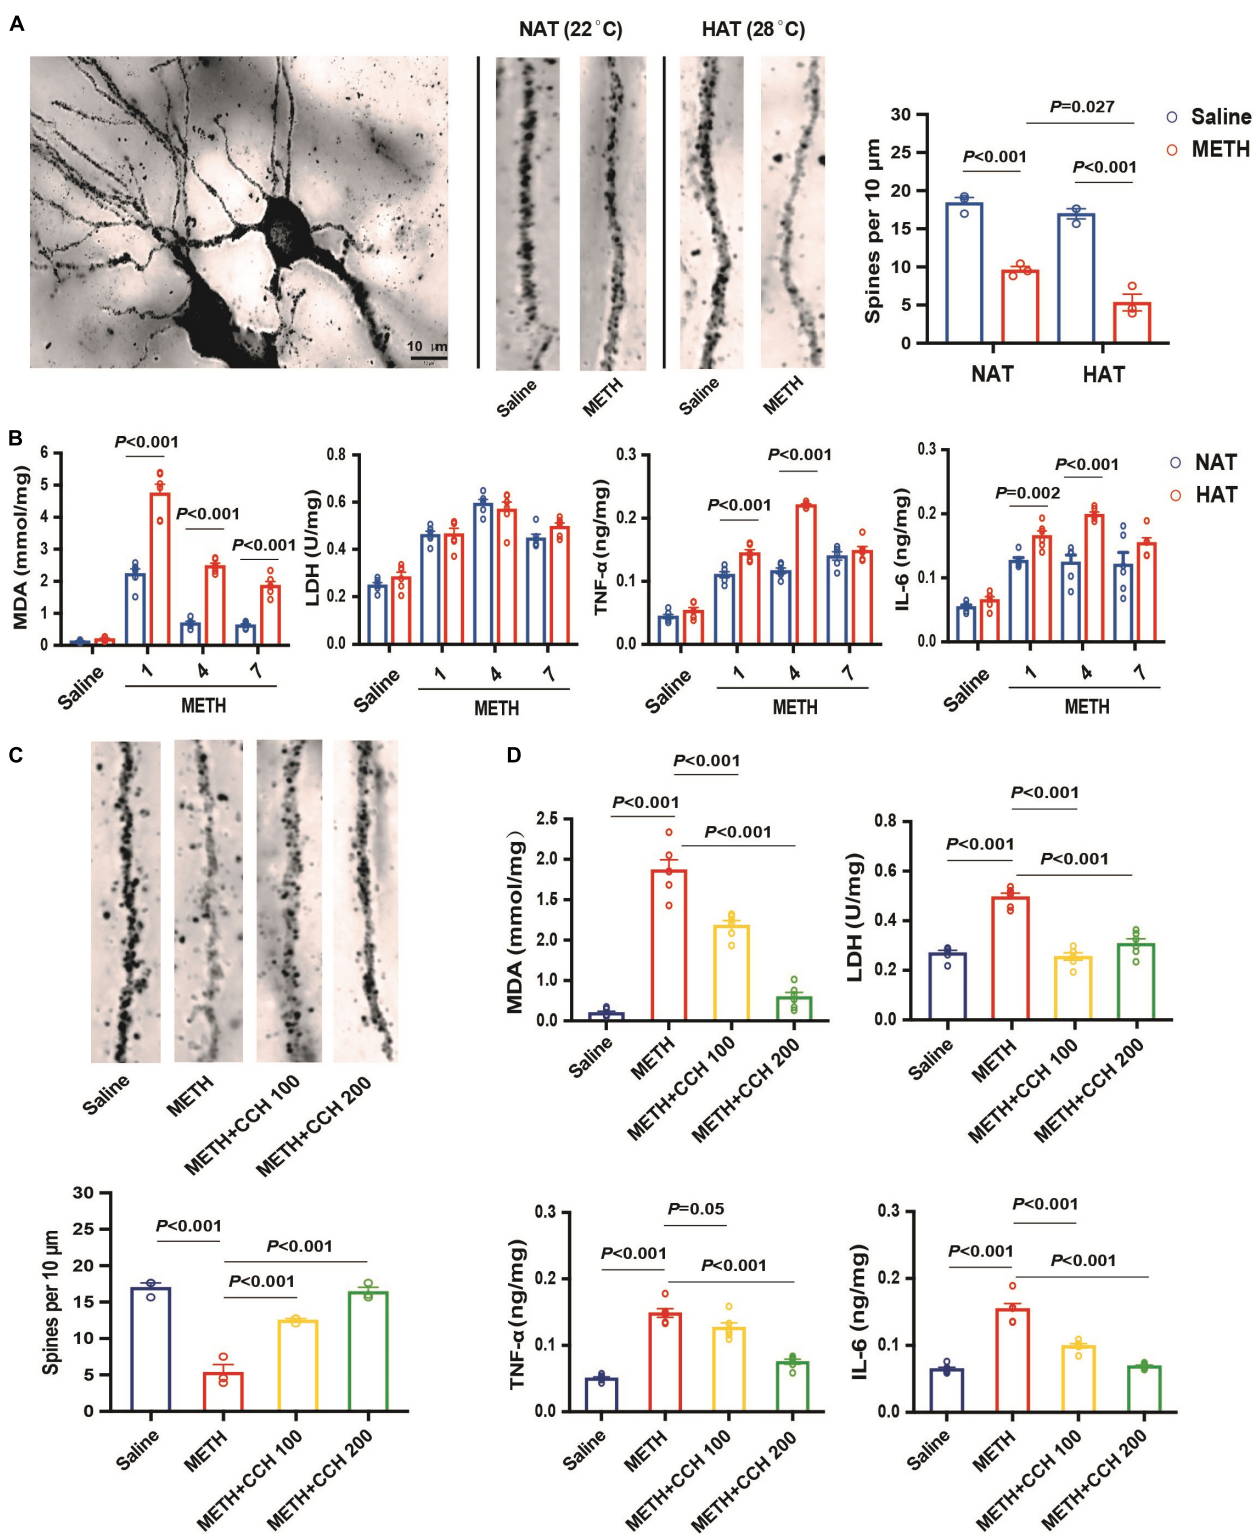 A
NAT (22°C)
HAT (28°C)
10 μm
Saline
METH
Saline
METH
Spines per 10 μm
30
25
20
15
10
5
0
P<0.001
P<0.001
P=0.027
NAT
HAT
Saline
METH
B
MDA (mmol/mg)
6
5
4
3
2
1
0
P<0.001
P<0.001
P<0.001
Saline
1
4
7
METH
LDH (U/mg)
0.8
0.6
0.4
0.2
0.0
Saline
1
4
7
METH
TNF-α(ng/mg)
0.3
0.2
0.1
0.0
P<0.001
P<0.001
Saline
1
4
7
METH
IL-6 (ng/mg)
0.3
0.2
0.1
0.0
P=0.002
P<0.001
Saline
1
4
7
METH
NAT
HAT
C
Saline
METH
METH+CCH 100
METH+CCH 200
Spines per 10 μm
30
25
20
15
10
5
0
P<0.001
P<0.001
P<0.001
Saline
METH
METH+CCH 100
METH+CCH 200
D
MDA (mmol/mg)
2.5
2.0
1.5
2.0
1.0
0.0
P<0.001
P<0.001
P<0.001
Saline
METH
METH+CCH 100
METH+CCH 200
LDH (U/mg)
0.8
0.6
0.4
0.2
0.0
P<0.001
P<0.001
P<0.001
Saline
METH
METH+CCH 100
METH+CCH 200
TNF-α(ng/mg)
0.3
0.2
0.1
0.0
P=0.05
P<0.001
P<0.001
Saline
METH
METH+CCH 100
METH+CCH 200
IL-6 (ng/mg)
0.3
0.2
0.1
0.0
P<0.001
P<0.001
P<0.001
Saline
METH
METH+CCH 100
METH+CCH 200